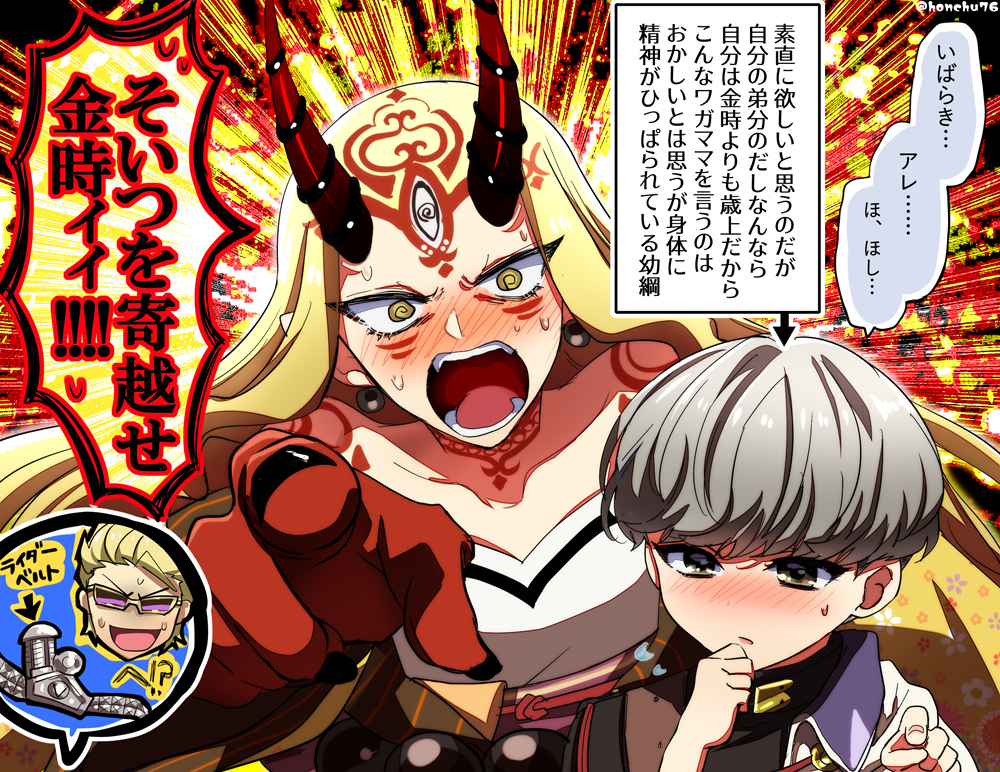 @honchu76
いばらき…
アレ……
ほ、ほし…
素直に欲しいと思うのだが
自分の弟分のだしなんなら
自分は金時よりも歳上だから
こんなワガママを言うのは
おかしいとは思うが身体に
精神がひっぱられている幼綱
そいつを寄越せ
金時ィィ!!!!!
ライダー
ベルト
へ!?